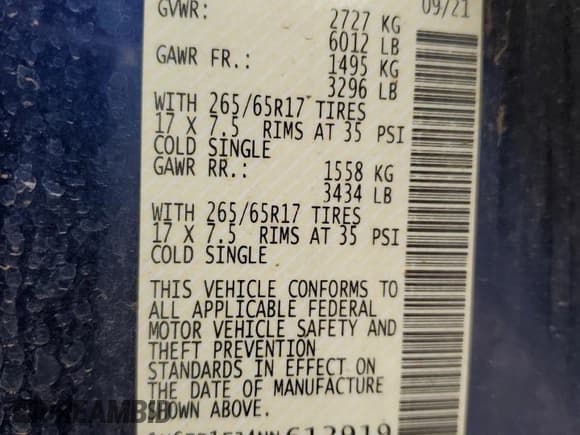 GVWR: 2727 KG 09/21
6012 LB
GAWR FR.: 1495 KG
3296 LB
WITH 265/65R17 TIRES
17 X 7.5 RIMS AT 35 PSI
COLD SINGLE
GAWR RR.: 1558 KG
3434 LB
WITH 265/65R17 TIRES
17 X 7.5 RIMS AT 35 PSI
COLD SINGLE
THIS VEHICLE CONFORMS TO
ALL APPLICABLE FEDERAL
MOTOR VEHICLE SAFETY AND
THEFT PREVENTION
STANDARDS IN EFFECT ON
THE DATE OF MANUFACTURE
SHOWN ABOVE.